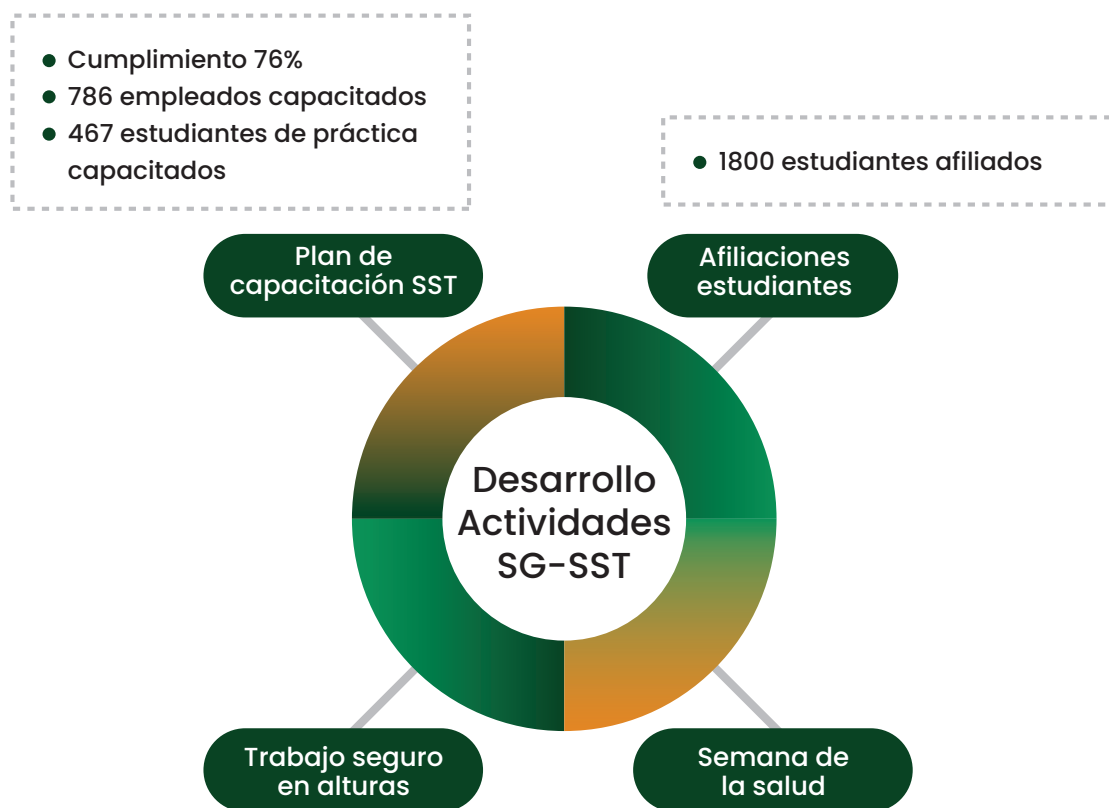 Cumplimiento 76%
786 empleados capacitados
467 estudiantes de práctica
capacitados
1800 estudiantes afiliados
Plan de
capacitación SST
Afiliaciones
estudiantes
Desarrollo
Actividades
SG-SST
Trabajo seguro
en alturas
Semana de
la salud